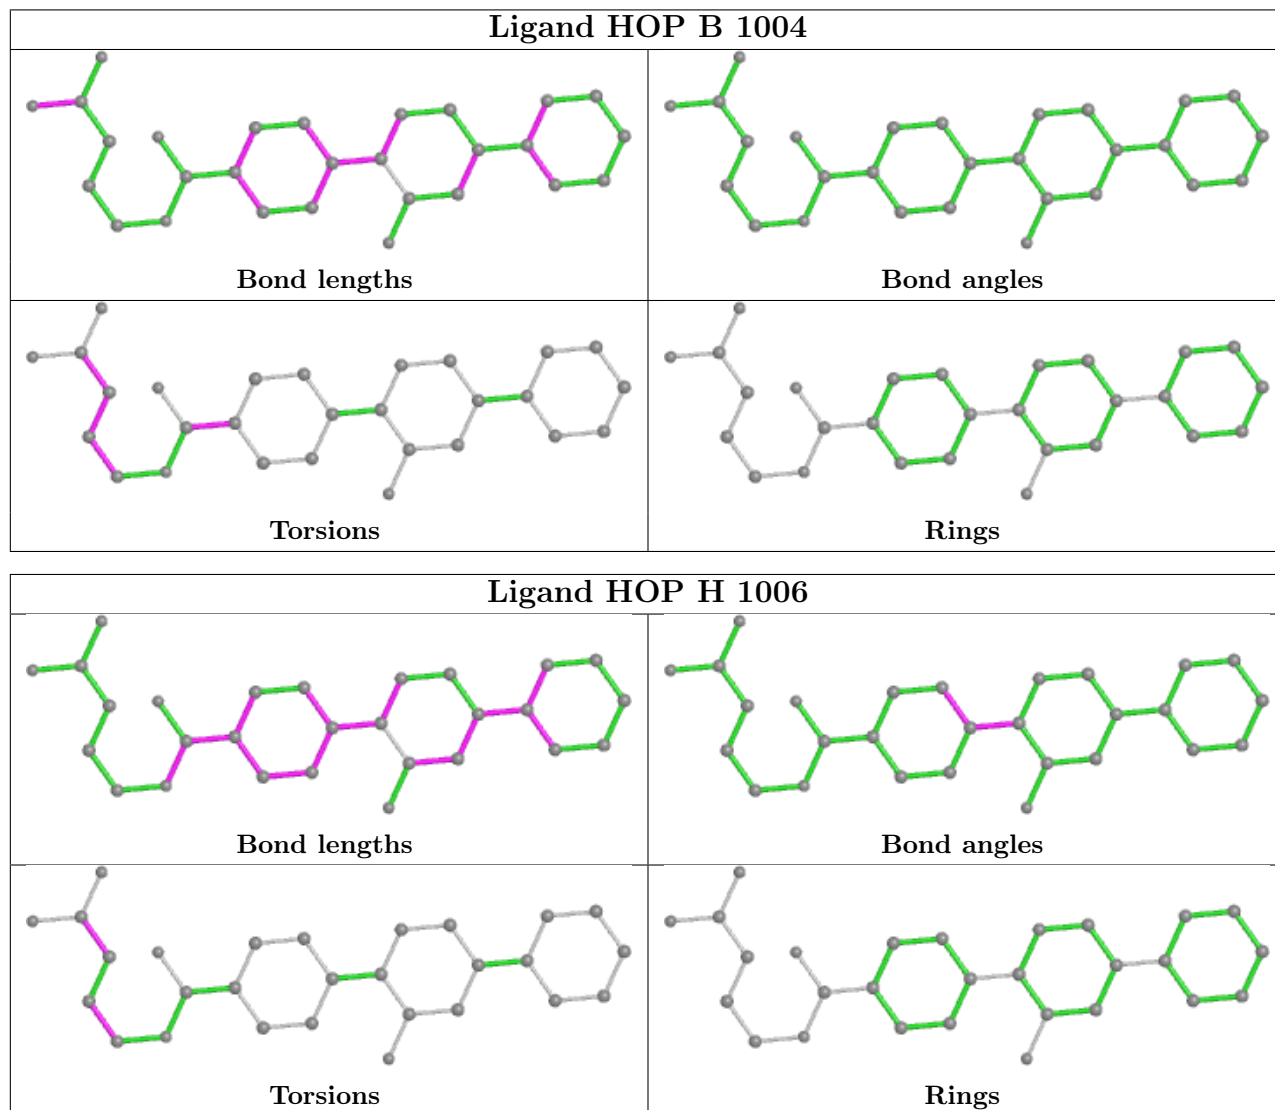 Ligand HOP B 1004
Bond lengths
Bond angles
Torsions
Rings
Ligand HOP H 1006
Bond lengths
Bond angles
Torsions
Rings